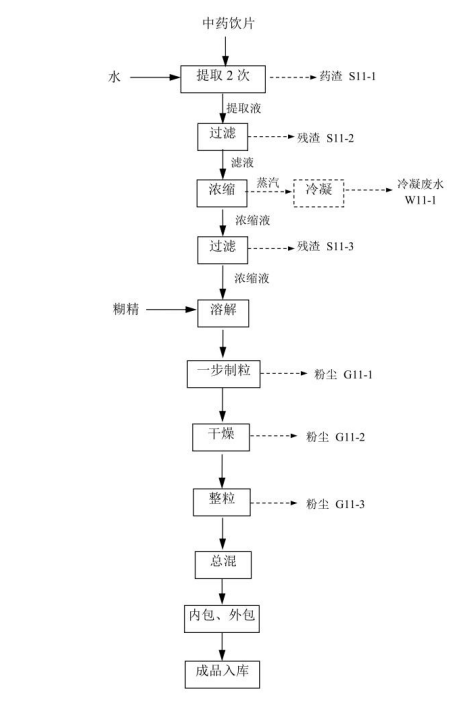 中药饮片
水
提取 2 次
药渣 S11-1
提取液
过滤
残渣 S11-2
滤液
浓缩
蒸汽
冷凝
冷凝废水
W11-1
浓缩液
过滤
残渣 S11-3
浓缩液
糊精
溶解
一步制粒
粉尘 G11-1
干燥
粉尘 G11-2
整粒
粉尘 G11-3
总混
内包、外包
成品入库